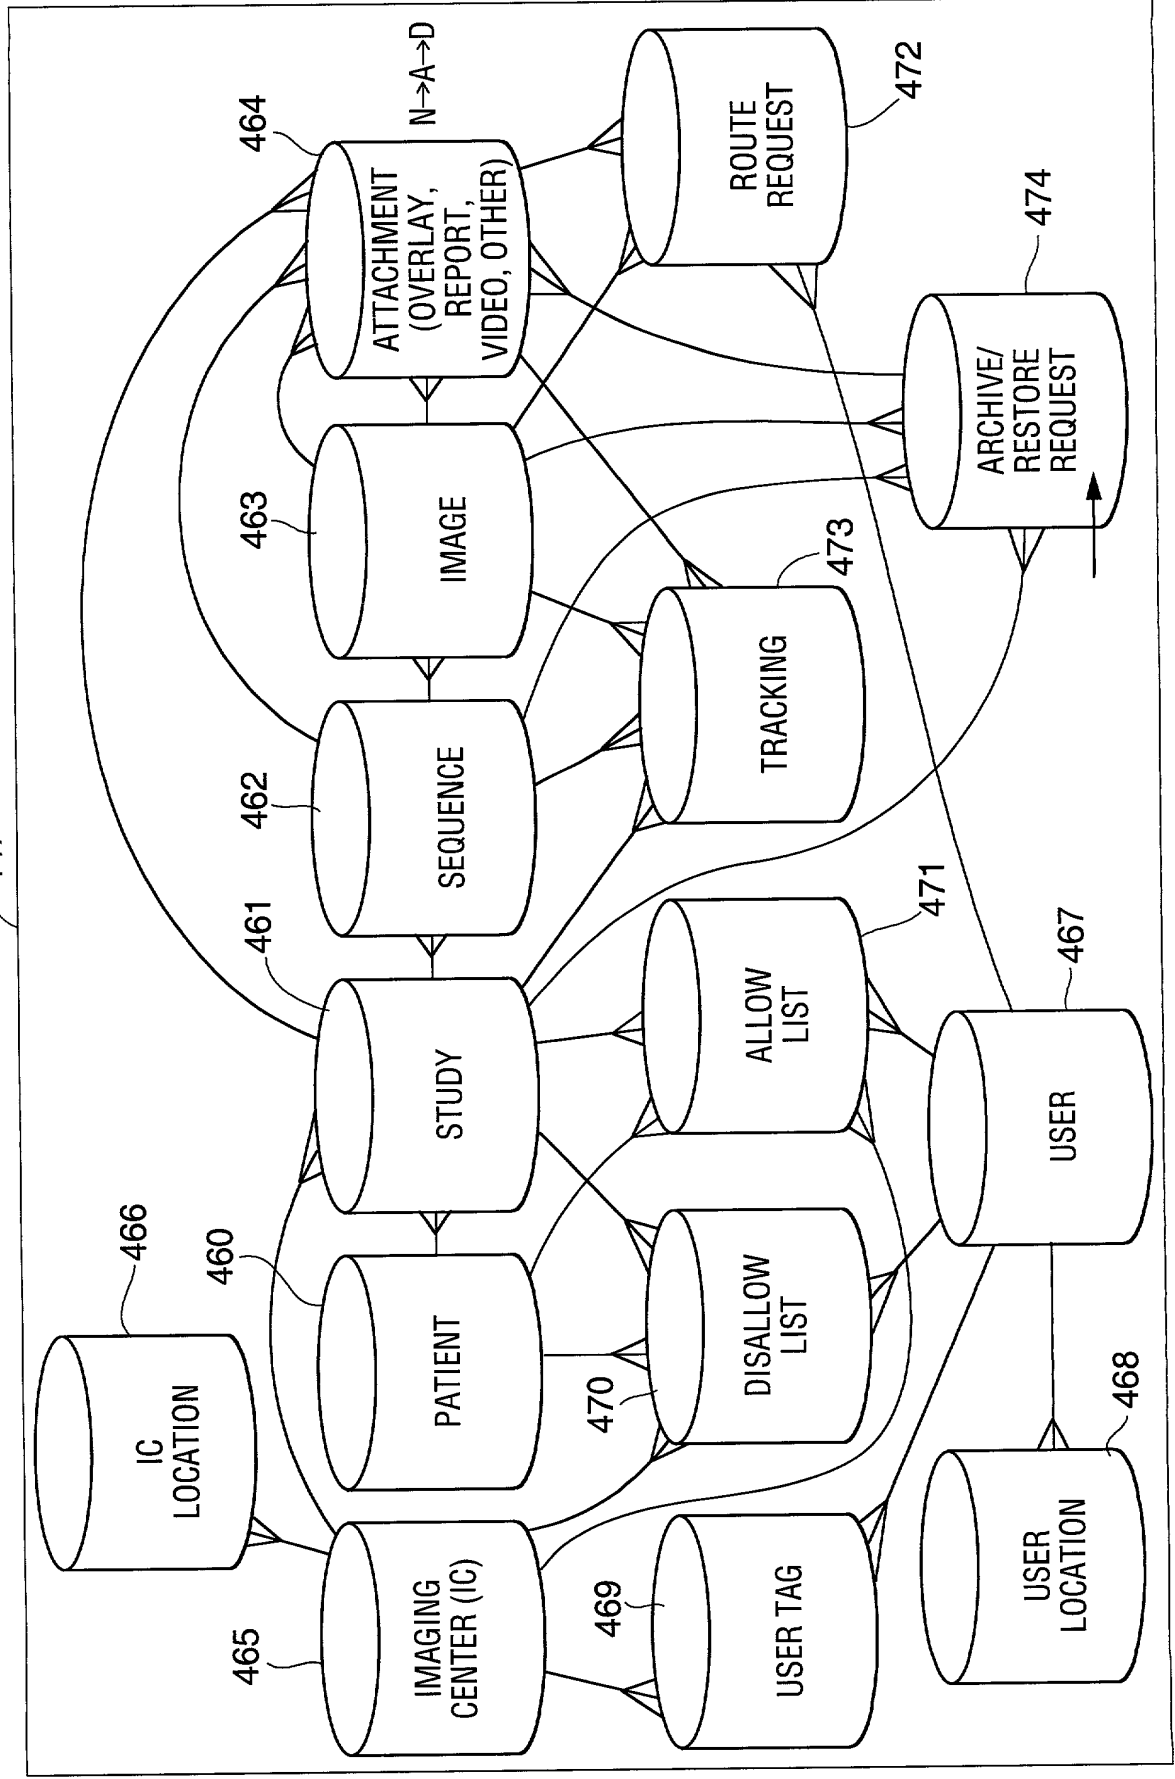 466
IC
LOCATION
465
IMAGING
CENTER (IC)
460
PATIENT
461
STUDY
462
SEQUENCE
463
IMAGE
464
ATTACHMENT
(OVERLAY,
REPORT,
VIDEO, OTHER)
N→A→D
469
USER TAG
470
DISALLOW
LIST
471
ALLOW
LIST
473
TRACKING
472
ROUTE
REQUEST
468
USER
LOCATION
467
USER
474
ARCHIVE/
RESTORE
REQUEST